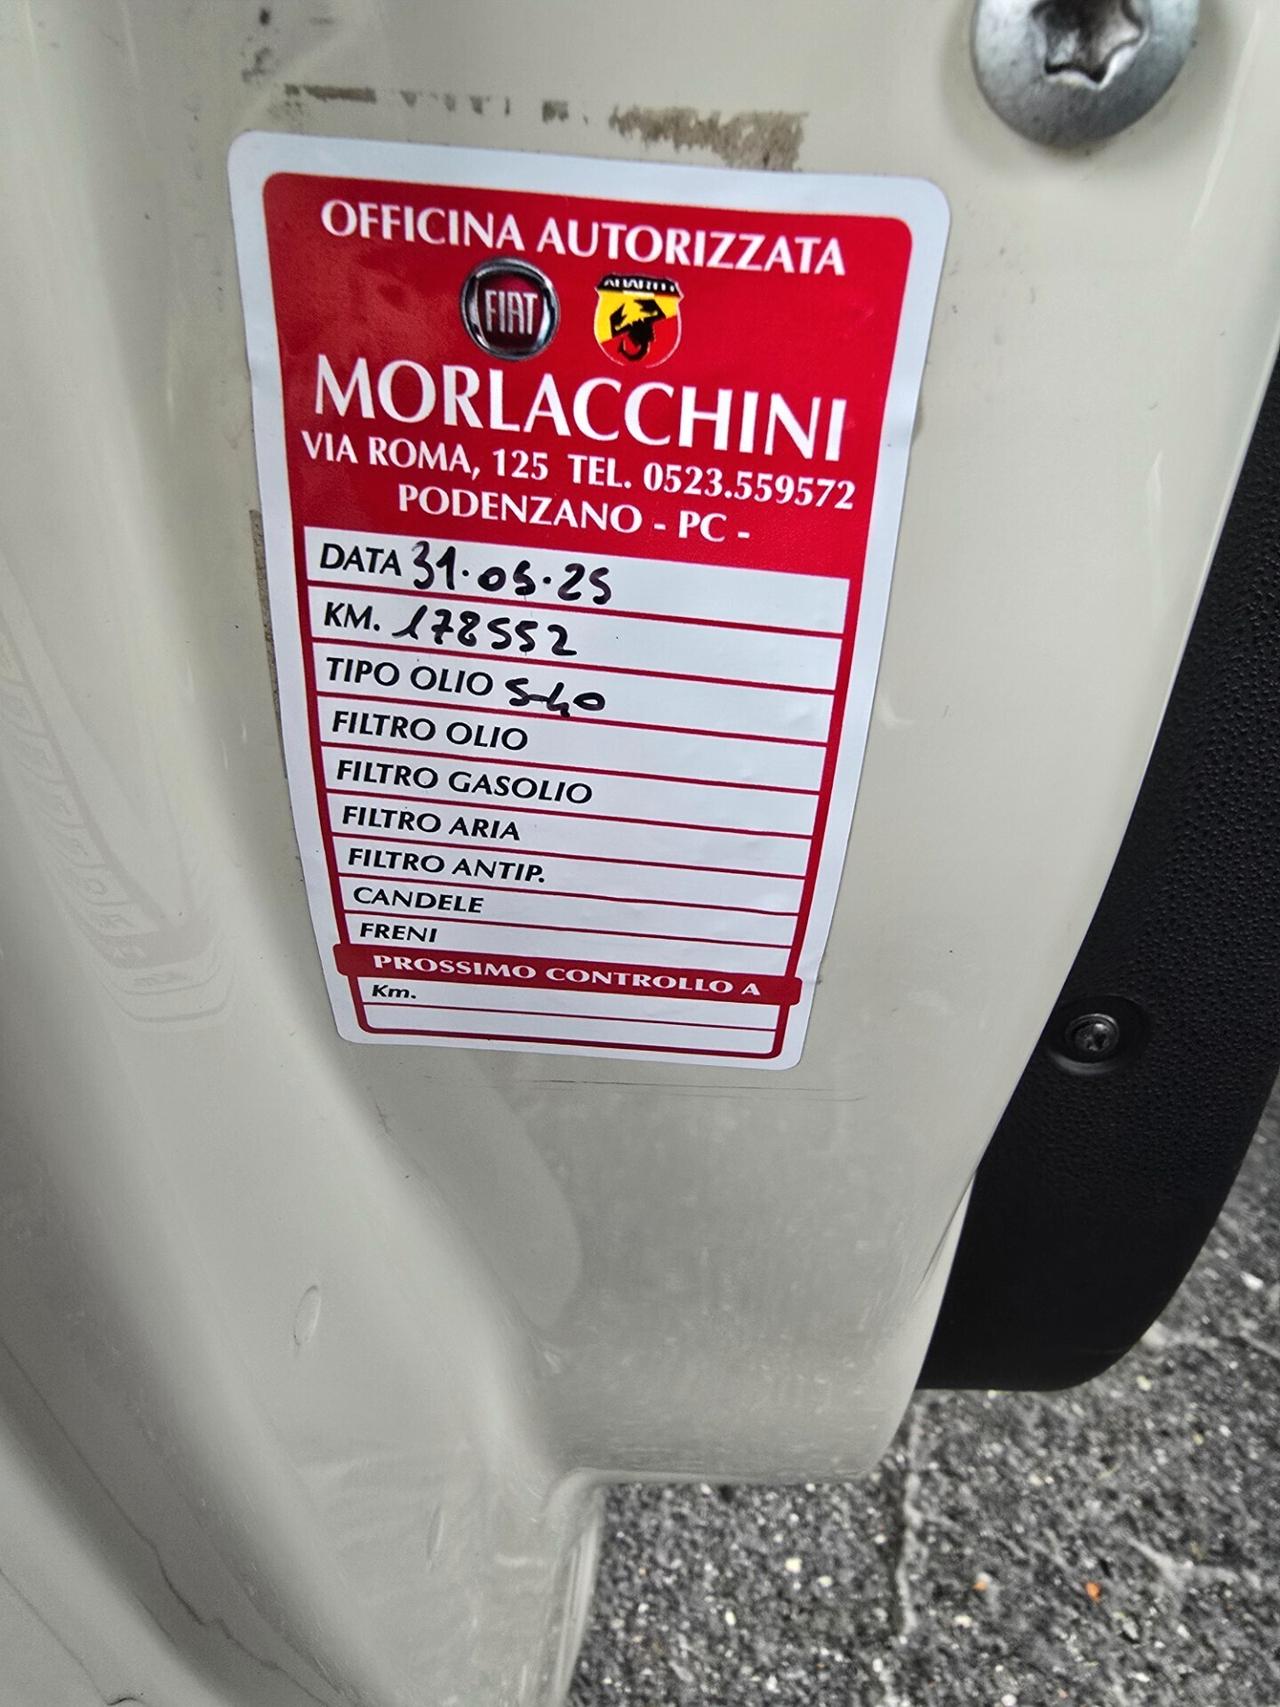 OFFICINA AUTORIZZATA
FIAT ABARTH
MORLACCHINI
VIA ROMA, 125 TEL. 0523.559572
PODENZANO - PC -
DATA 31.05.25
KM. 178552
TIPO OLIO 5-40
FILTRO OLIO
FILTRO GASOLIO
FILTRO ARIA
FILTRO ANTIP.
CANDELE
FRENI
PROSSIMO CONTROLLO A
Km.